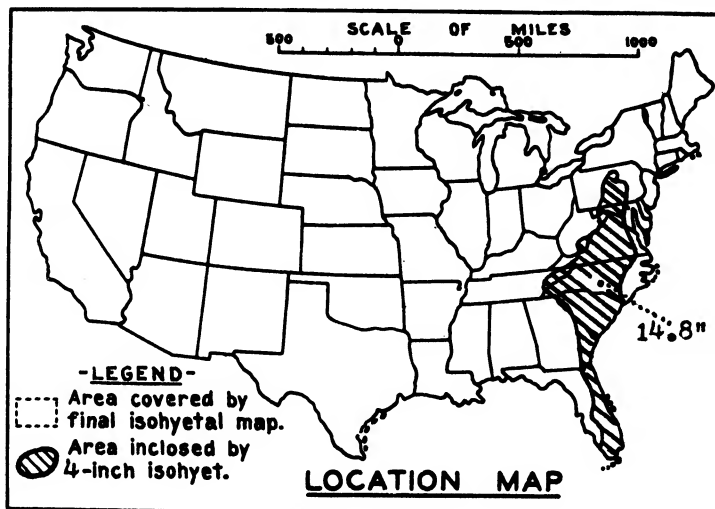 SCALE OF MILES
500 0 500 1000
14.8"
-LEGEND-
Area covered by
final isohyetal map.
Area inclosed by
4-inch isohyet.
LOCATION MAP